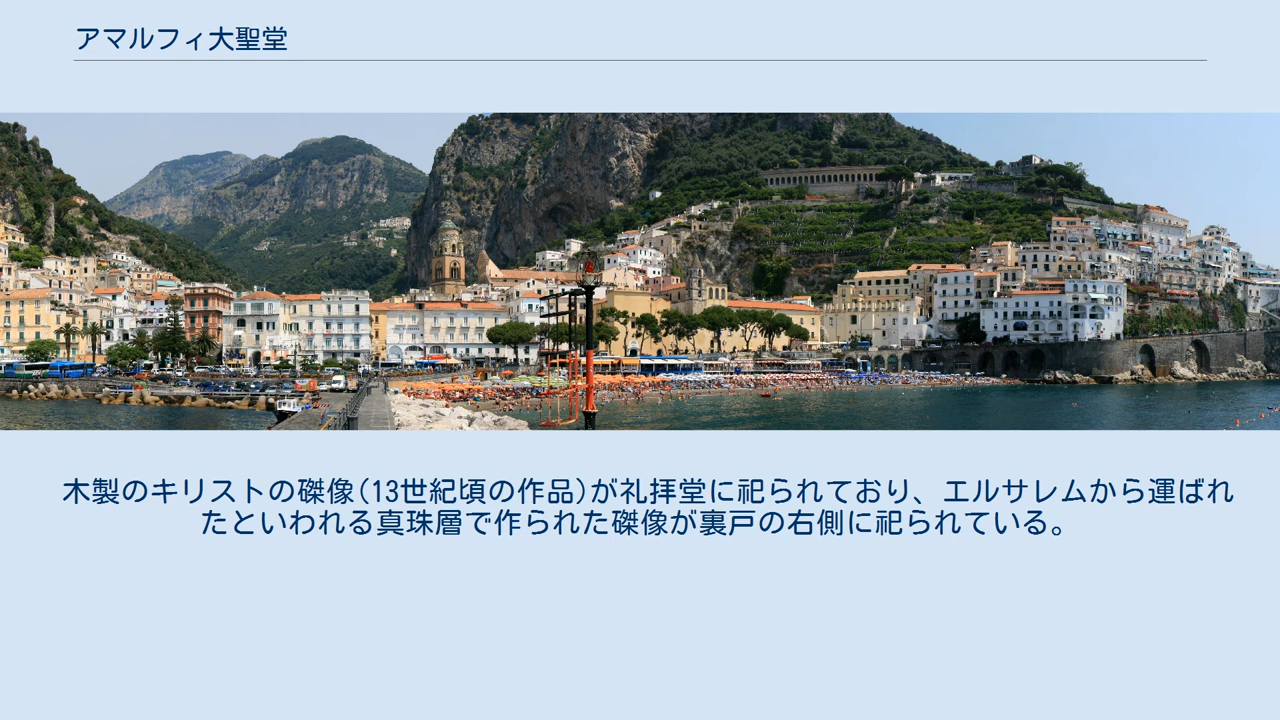 アマルフィ大聖堂
木製のキリストの磔像(13世紀頃の作品)が礼拝堂に祀られており、エルサレムから運ばれ
たといわれる真珠層で作られた磔像が裏戸の右側に祀られている。